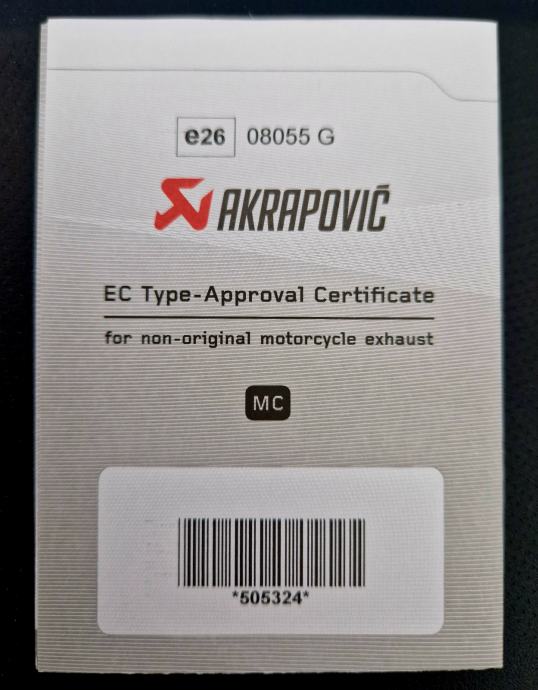 e26 08055 G
AKRAPOVIČ
EC Type-Approval Certificate
for non-original motorcycle exhaust
MC
*505324*